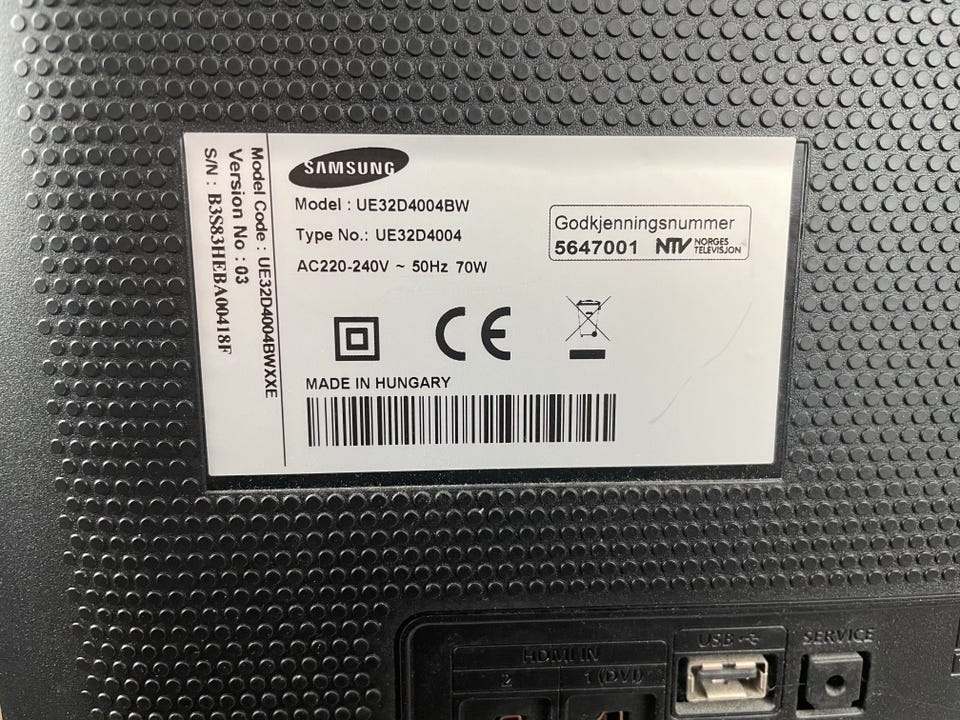 SAMSUNG
Model : UE32D4004BW
Type No.: UE32D4004
AC220-240V ~ 50Hz 70W
Godkjenningsnummer
5647001 NTV NORGES
TELEVISJON
CE
MADE IN HUNGARY
Model Code : UE32D4004BWXXE
Version No : 03
S/N : B3S83HEBA00418F
HDMI IN
2
1 (DVI)
USB
SERVICE